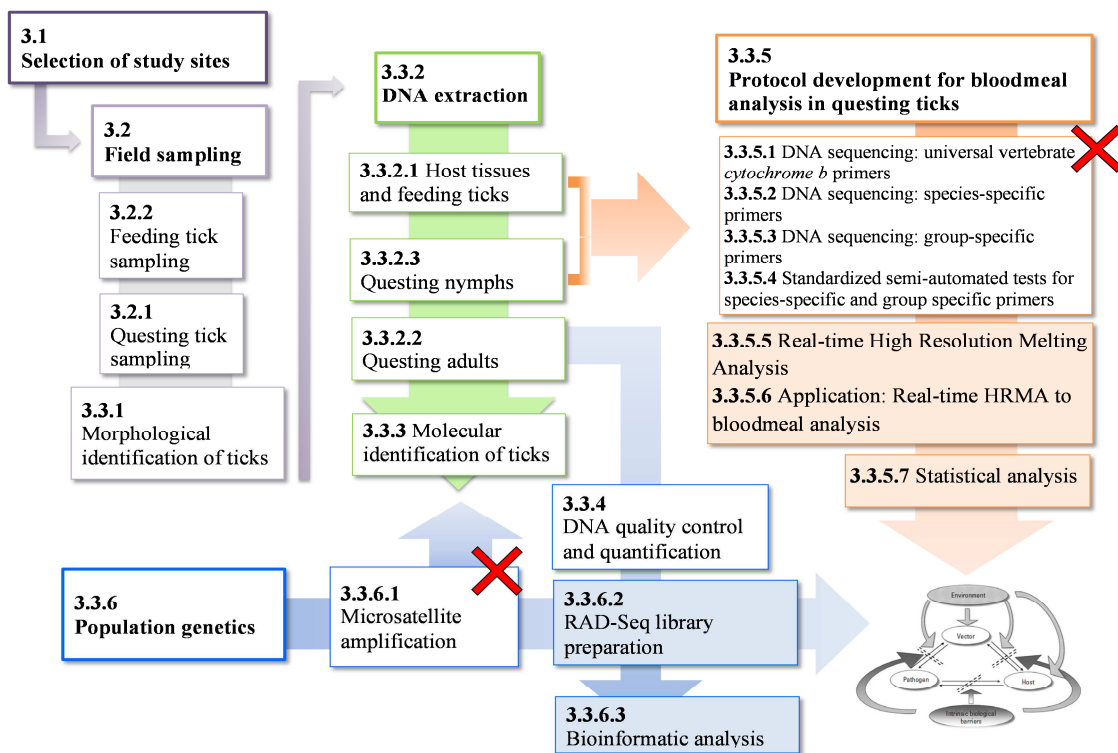 3.1
Selection of study sites
3.2
Field sampling
3.2.2
Feeding tick
sampling
3.2.1
Questing tick
sampling
3.3.1
Morphological
identification of ticks
3.3.2
DNA extraction
3.3.2.1 Host tissues
and feeding ticks
3.3.2.3
Questing nymphs
3.3.2.2
Questing adults
3.3.3 Molecular
identification of ticks
3.3.5
Protocol development for bloodmeal
analysis in questing ticks
3.3.5.1 DNA sequencing: universal vertebrate
cytochrome b primers
3.3.5.2 DNA sequencing: species-specific
primers
3.3.5.3 DNA sequencing: group-specific
primers
3.3.5.4 Standardized semi-automated tests for
species-specific and group specific primers
3.3.5.5 Real-time High Resolution Melting
Analysis
3.3.5.6 Application: Real-time HRMA to
bloodmeal analysis
3.3.5.7 Statistical analysis
3.3.4
DNA quality control
and quantification
3.3.6
Population genetics
3.3.6.1
Microsatellite
amplification
3.3.6.2
RAD-Seq library
preparation
3.3.6.3
Bioinformatic analysis
Environment
Vector
Pathogen
Host
Intrinsic biological
barriers